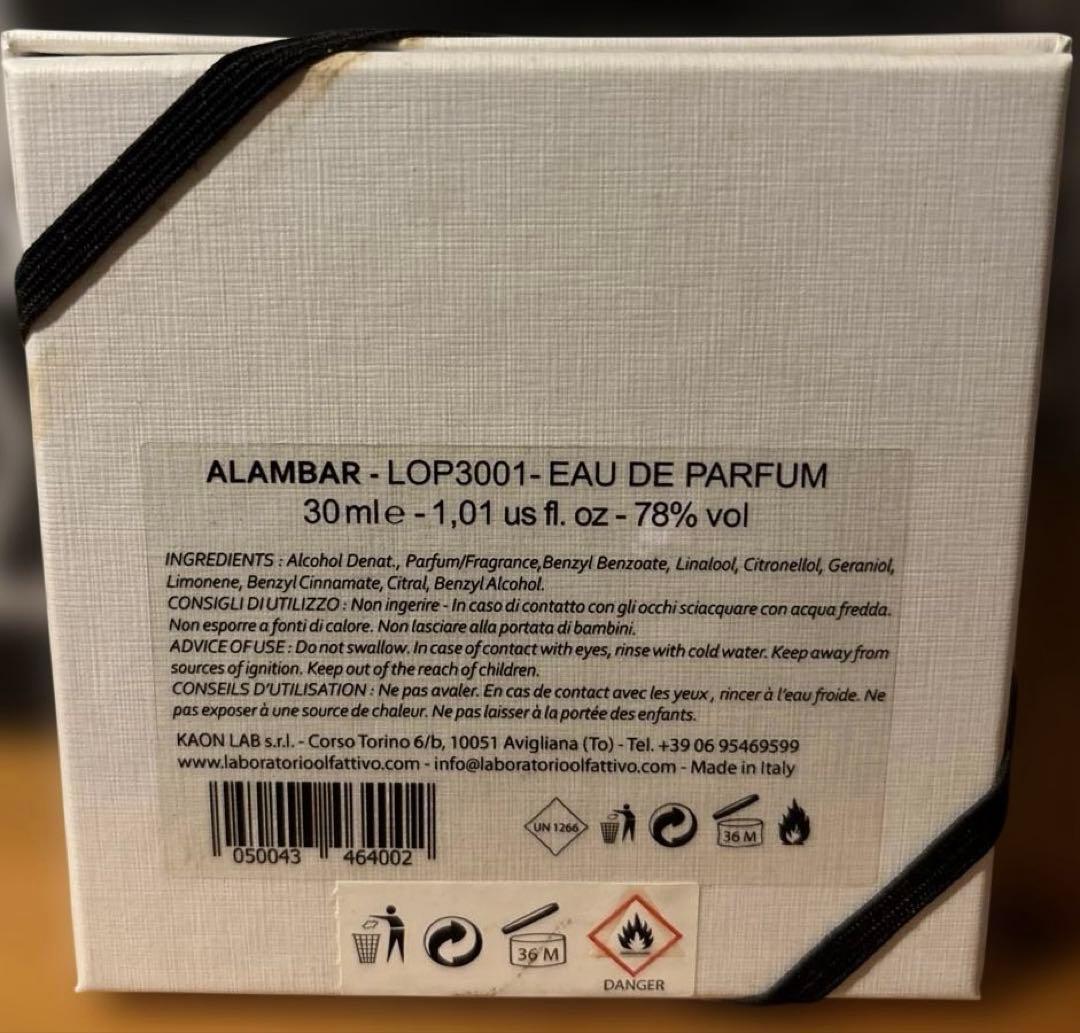 ALAMBAR - LOP3001- EAU DE PARFUM
30 ml ℮ - 1,01 us fl. oz - 78% vol
INGREDIENTS : Alcohol Denat., Parfum/Fragrance,Benzyl Benzoate, Linalool, Citronellol, Geraniol,
Limonene, Benzyl Cinnamate, Citral, Benzyl Alcohol.
CONSIGLI DI UTILIZZO : Non ingerire - In caso di contatto con gli occhi sciacquare con acqua fredda.
Non esporre a fonti di calore. Non lasciare alla portata di bambini.
ADVICE OF USE : Do not swallow. In case of contact with eyes, rinse with cold water. Keep away from
sources of ignition. Keep out of the reach of children.
CONSEILS D'UTILISATION : Ne pas avaler. En cas de contact avec les yeux, rincer à l'eau froide. Ne
pas exposer à une source de chaleur. Ne pas laisser à la portée des enfants.
KAON LAB s.r.l. - Corso Torino 6/b, 10051 Avigliana (To) - Tel. +39 06 95469599
www.laboratorioolfattivo.com - info@laboratorioolfattivo.com - Made in Italy
050043 464002
UN 1266
36 M
36 M
DANGER